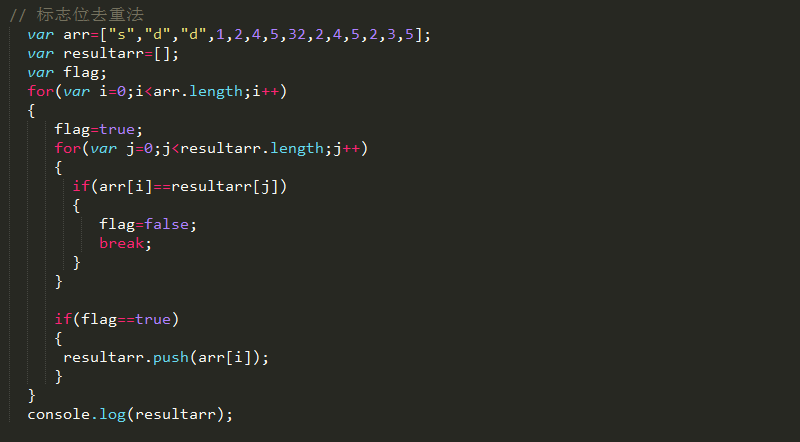 // 标志位去重法
var arr=["s","d","d",1,2,4,5,32,2,4,5,2,3,5];
var resultarr=[];
var flag;
for(var i=0;i<arr.length;i++)
{
flag=true;
for(var j=0;j<resultarr.length;j++)
{
if(arr[i]==resultarr[j])
{
flag=false;
break;
}
}
if(flag==true)
{
resultarr.push(arr[i]);
}
}
console.log(resultarr);